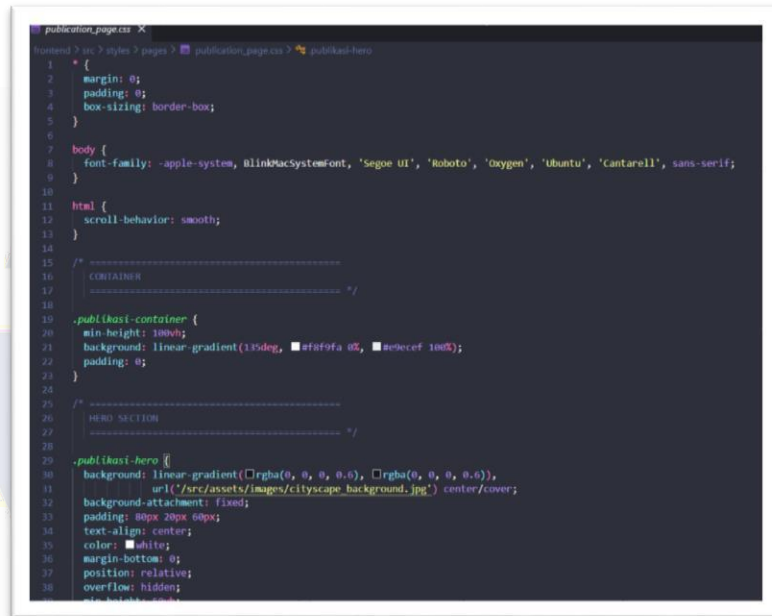 publication_page.css X
frontend > src > styles > pages > publication_page.css > .publikasi-hero
1 * {
2 margin: 0;
3 padding: 0;
4 box-sizing: border-box;
5 }
6
7 body {
8 font-family: -apple-system, BlinkMacSystemFont, 'Segoe UI', 'Roboto', 'Oxygen', 'Ubuntu', 'Cantarell', sans-serif;
9 }
10
11 html {
12 scroll-behavior: smooth;
13 }
14
15 /* ============================================
16 CONTAINER
17 ============================================ */
18
19 .publikasi-container {
20 min-height: 100vh;
21 background: linear-gradient(135deg, #f8f9fa 0%, #e9ecef 100%);
22 padding: 0;
23 }
24
25 /* ============================================
26 HERO SECTION
27 ============================================ */
28
29 .publikasi-hero {
30 background: linear-gradient(rgba(0, 0, 0, 0.6), rgba(0, 0, 0, 0.6)),
31 url('/src/assets/images/cityscape_background.jpg') center/cover;
32 background-attachment: fixed;
33 padding: 80px 20px 60px;
34 text-align: center;
35 color: white;
36 margin-bottom: 0;
37 position: relative;
38 overflow: hidden;